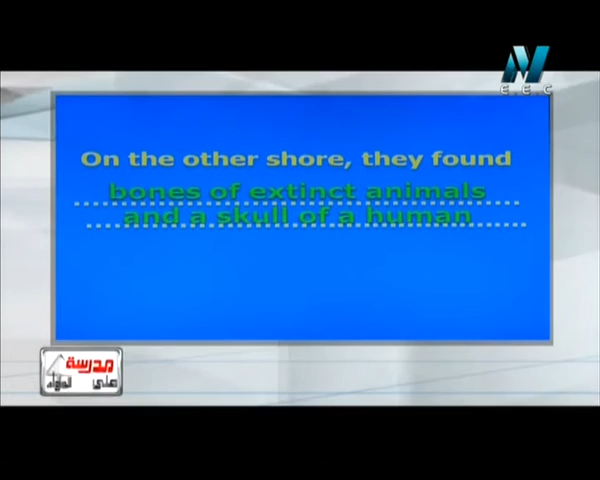 E.E.C
On the other shore, they found
bones of extinct animals
and a skull of a human
مدرسة
على الهواء